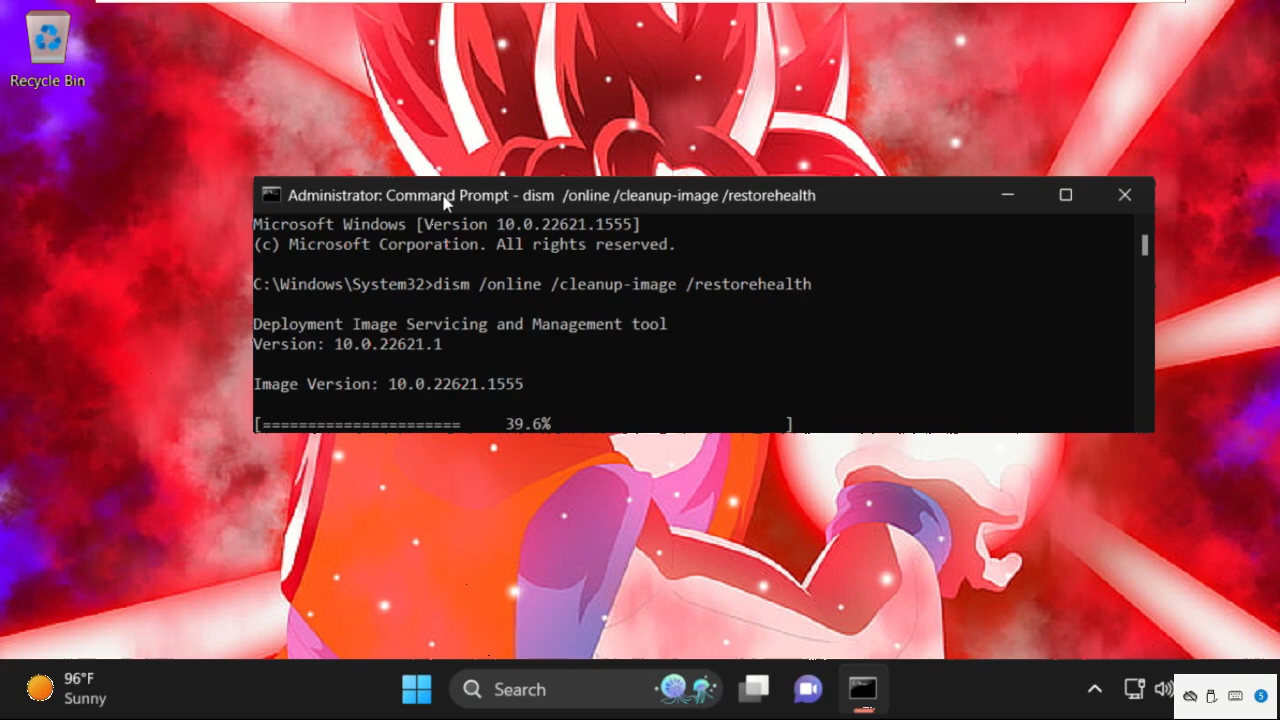 Recycle Bin
Administrator: Command Prompt - dism  /online /cleanup-image /restorehealth
Microsoft Windows [Version 10.0.22621.1555]
(c) Microsoft Corporation. All rights reserved.
C:\Windows\System32>dism /online /cleanup-image /restorehealth
Deployment Image Servicing and Management tool
Version: 10.0.22621.1
Image Version: 10.0.22621.1555
[======================     39.6%                          ]
96°F
Sunny
Search
5